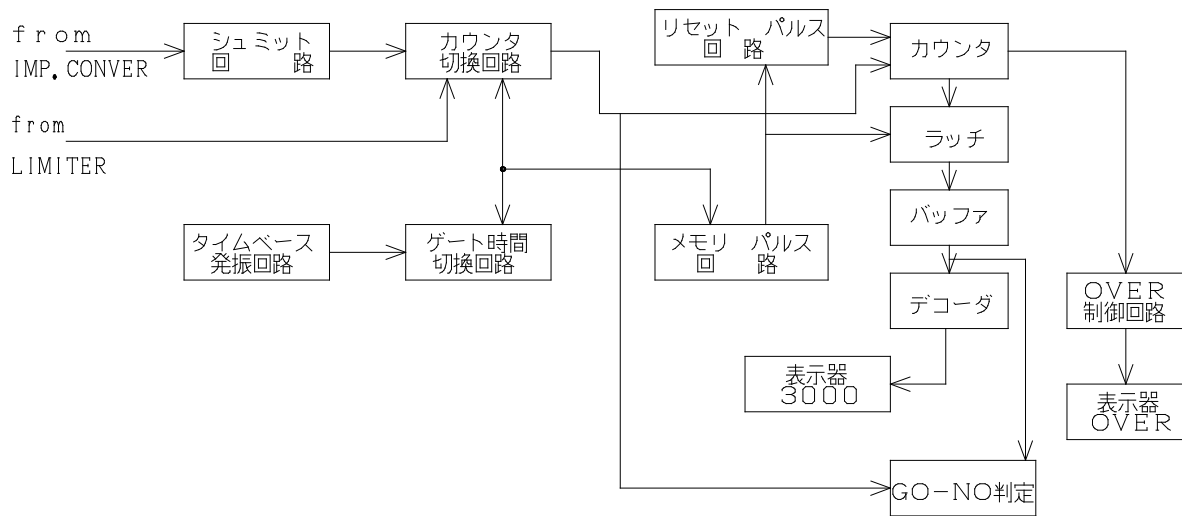 from
IMP.CONVER
シュミット
回 路
カウンタ
切換回路
リセット パルス
回 路
カウンタ
from
LIMITER
ラッチ
バッファ
タイムベース
発振回路
ゲート時間
切換回路
メモリ パルス
回 路
デコーダ
OVER
制御回路
表示器
3000
表示器
OVER
GO-NO判定